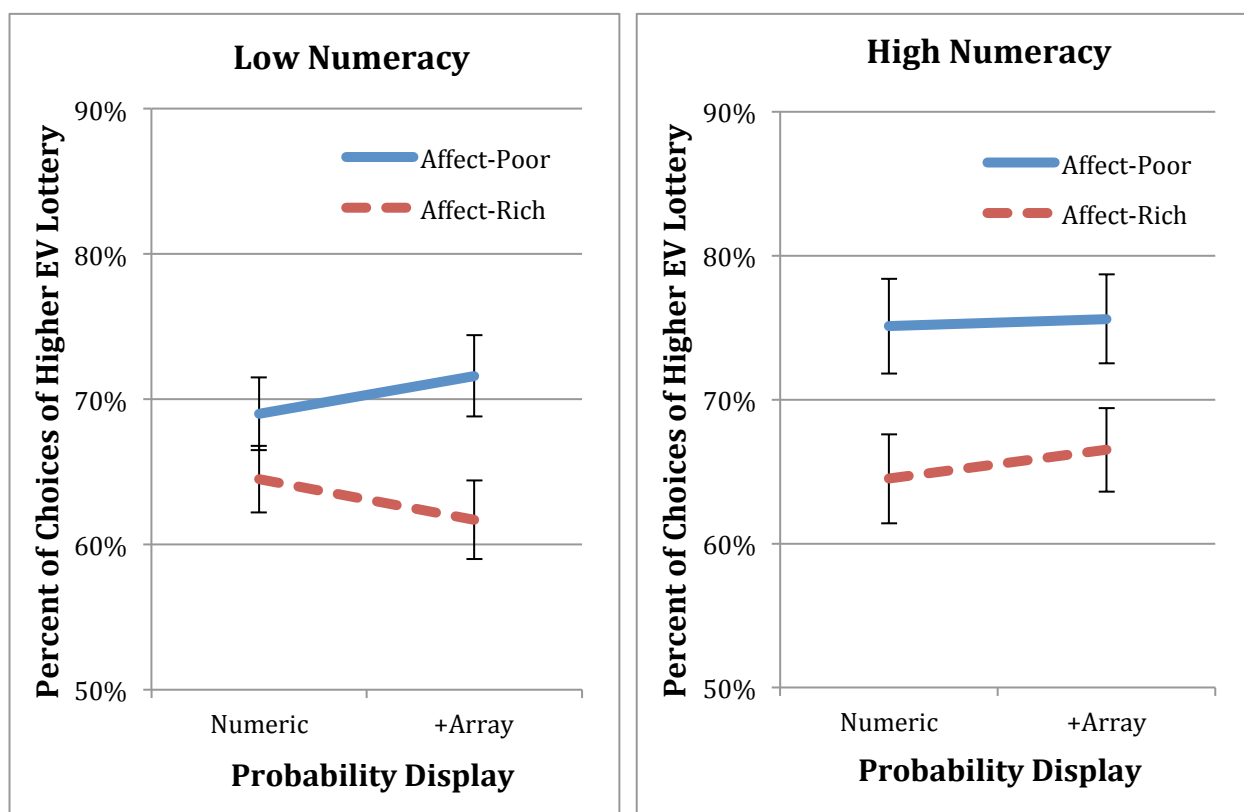 Low Numeracy
Percent of Choices of Higher EV Lottery
90%
80%
70%
60%
50%
Affect-Poor
Affect-Rich
Numeric
+Array
Probability Display
High Numeracy
Percent of Choices of Higher EV Lottery
90%
80%
70%
60%
50%
Affect-Poor
Affect-Rich
Numeric
+Array
Probability Display